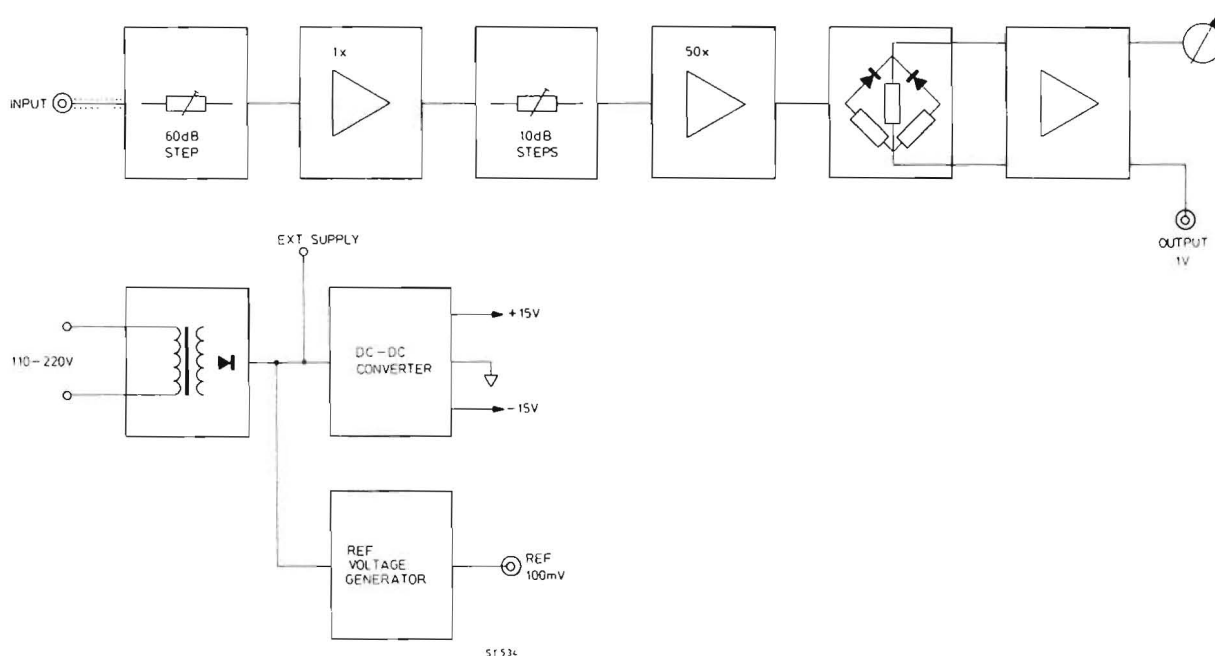 INPUT
60dB
STEP
1x
10dB
STEPS
50x
OUTPUT
1V
EXT SUPPLY
110-220V
DC-DC
CONVERTER
+15V
-15V
REF
VOLTAGE
GENERATOR
REF
100mV
ST534